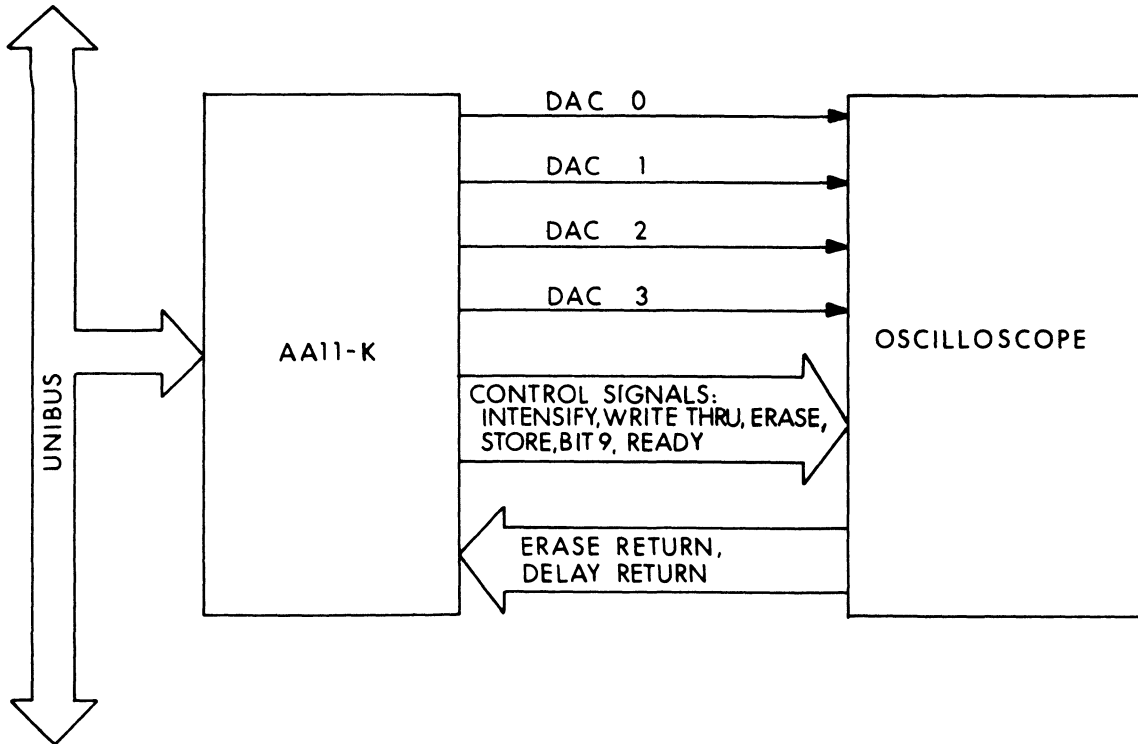 DAC 0
DAC 1
DAC 2
DAC 3
UNIBUS
AA11-K
OSCILLOSCOPE
CONTROL SIGNALS:
INTENSIFY, WRITE THRU, ERASE,
STORE, BIT 9, READY
ERASE RETURN,
DELAY RETURN